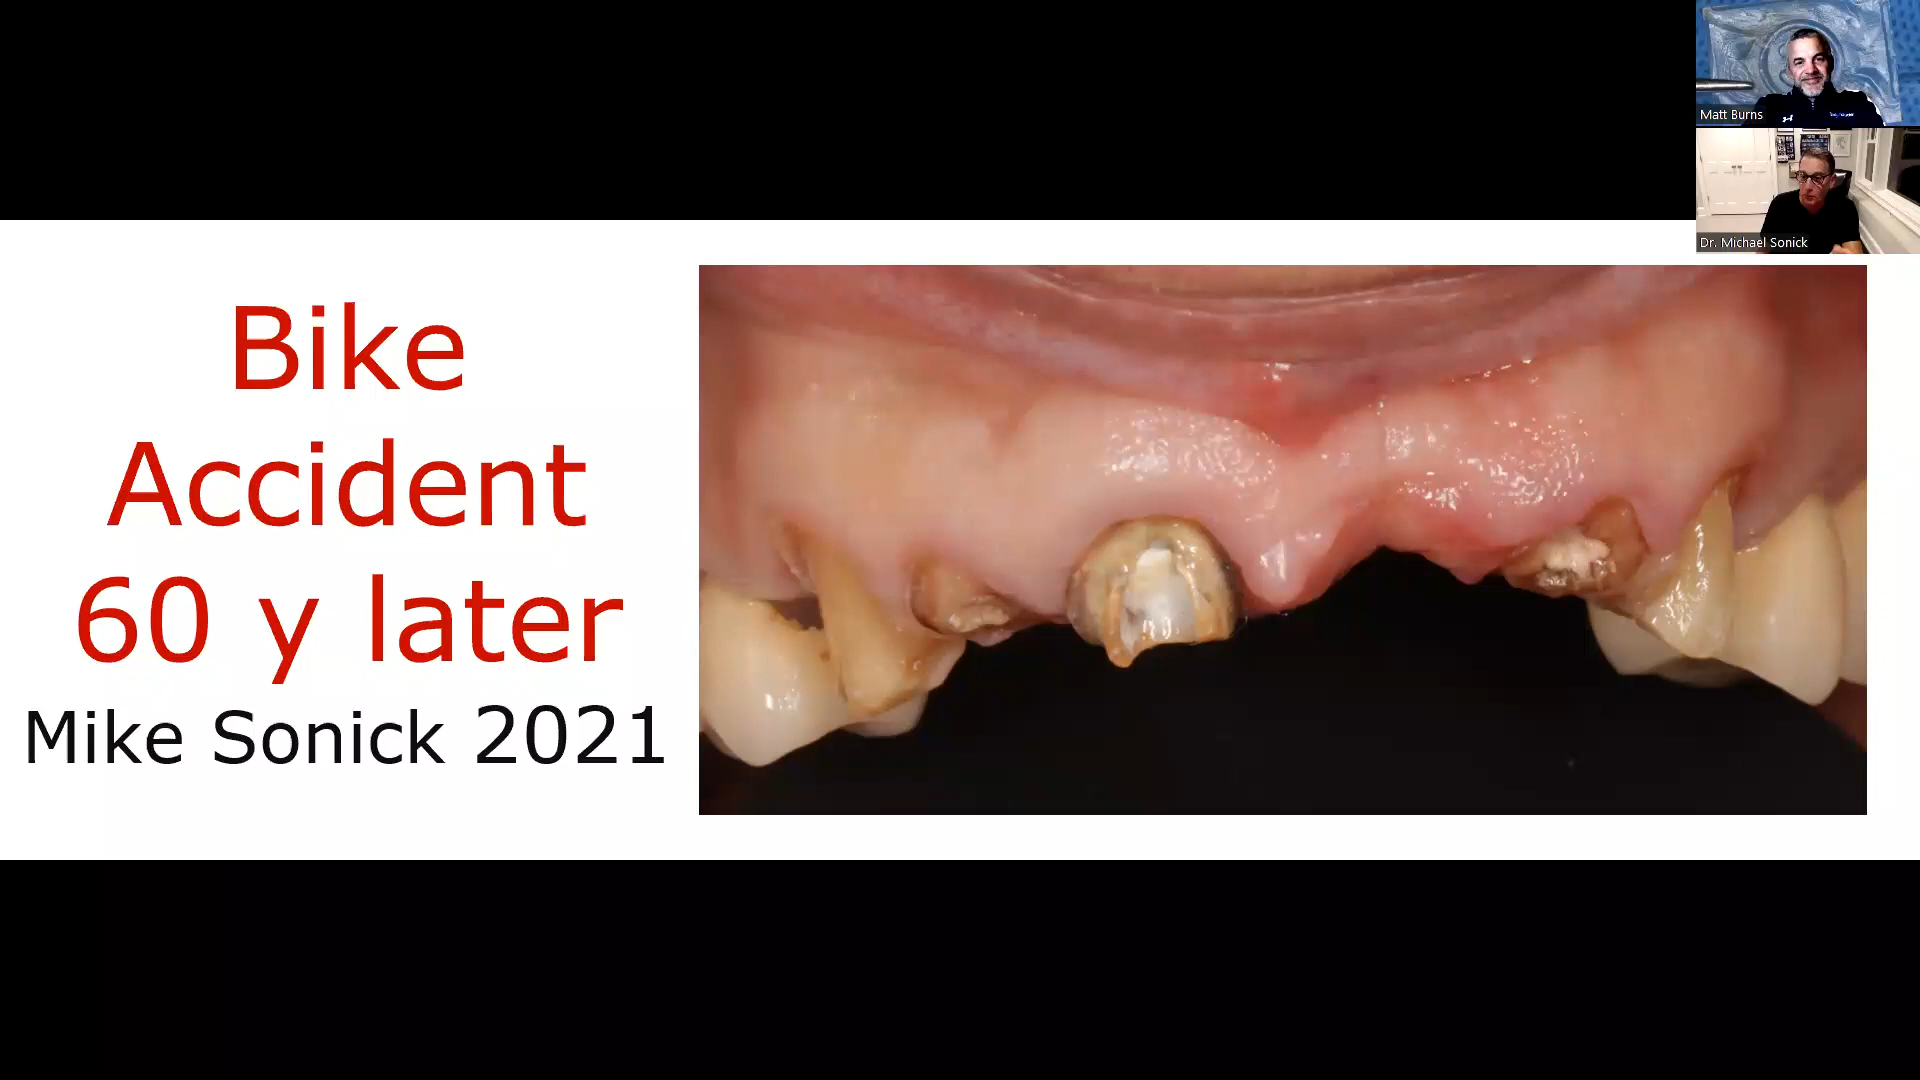 Bike
Accident
60 y later
Mike Sonick 2021
Matt Burns
Dr. Michael Sonick